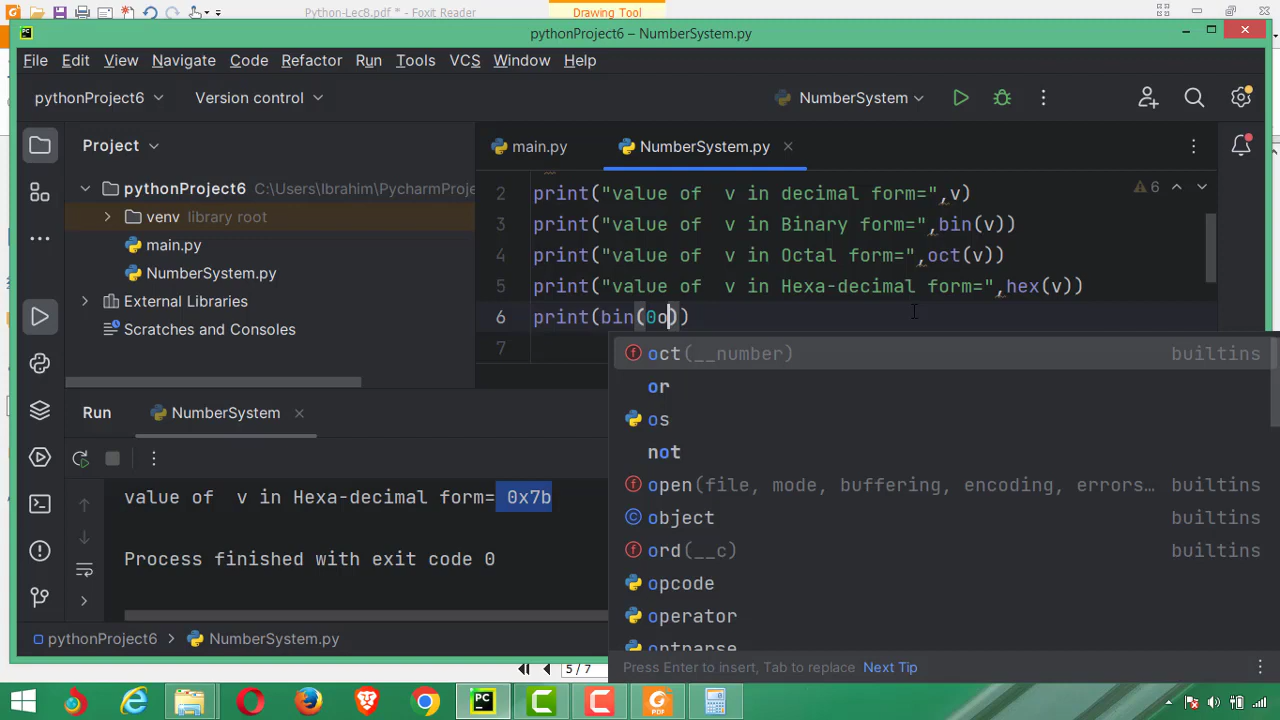 Python-Lec8.pdf * - Foxit Reader
Drawing Tool
pythonProject6 – NumberSystem.py
File Edit View Navigate Code Refactor Run Tools VCS Window Help
pythonProject6 Version control NumberSystem
Project main.py NumberSystem.py
pythonProject6 C:\Users\Ibrahim\PycharmProje
venv library root
main.py
NumberSystem.py
External Libraries
Scratches and Consoles
6
2 print("value of  v in decimal form=",v)
3 print("value of  v in Binary form=",bin(v))
4 print("value of  v in Octal form=",oct(v))
5 print("value of  v in Hexa-decimal form=",hex(v))
6 print(bin(0o))
7
oct(__number) builtins
or
os
not
open(file, mode, buffering, encoding, errors… builtins
object builtins
ord(__c) builtins
opcode
operator
ontparse
Press Enter to insert, Tab to replace Next Tip
Run NumberSystem
value of  v in Hexa-decimal form= 0x7b
Process finished with exit code 0
pythonProject6 > NumberSystem.py
5 / 7
PC
PDF
12:06 PM